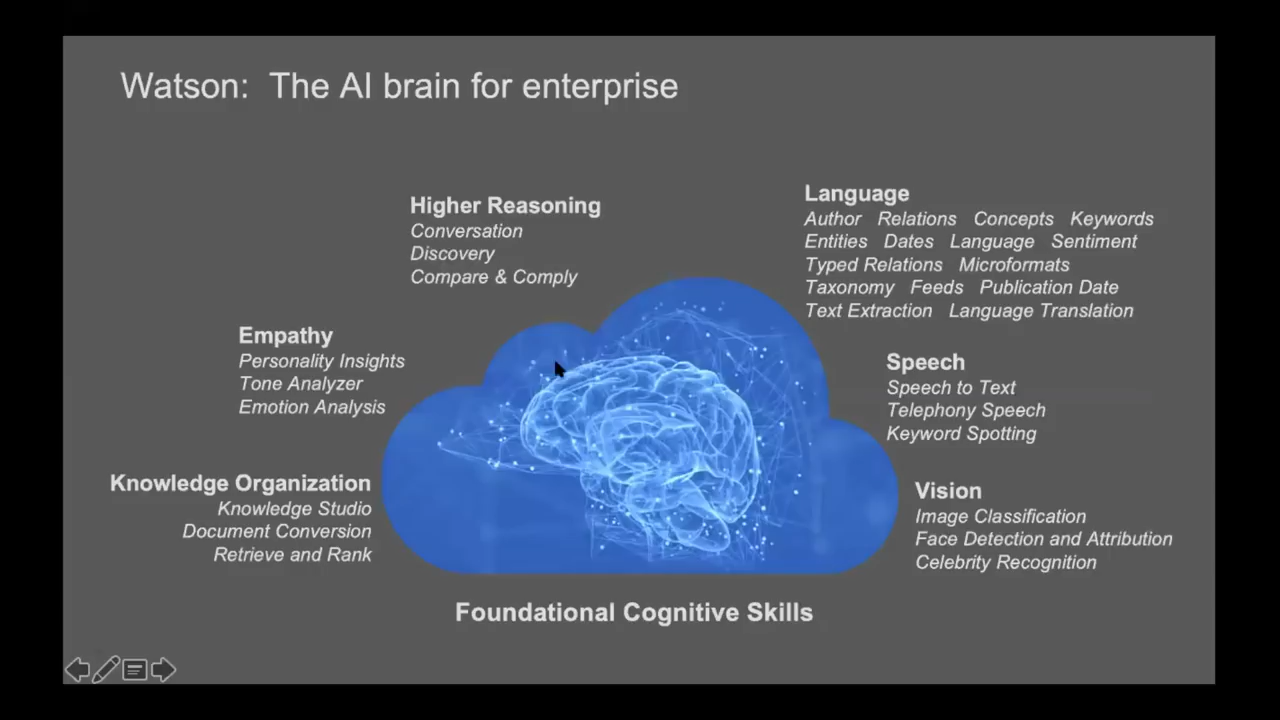 Watson: The AI brain for enterprise
Higher Reasoning
Conversation
Discovery
Compare & Comply
Language
Author Relations Concepts Keywords
Entities Dates Language Sentiment
Typed Relations Microformats
Taxonomy Feeds Publication Date
Text Extraction Language Translation
Empathy
Personality Insights
Tone Analyzer
Emotion Analysis
Speech
Speech to Text
Telephony Speech
Keyword Spotting
Knowledge Organization
Knowledge Studio
Document Conversion
Retrieve and Rank
Vision
Image Classification
Face Detection and Attribution
Celebrity Recognition
Foundational Cognitive Skills